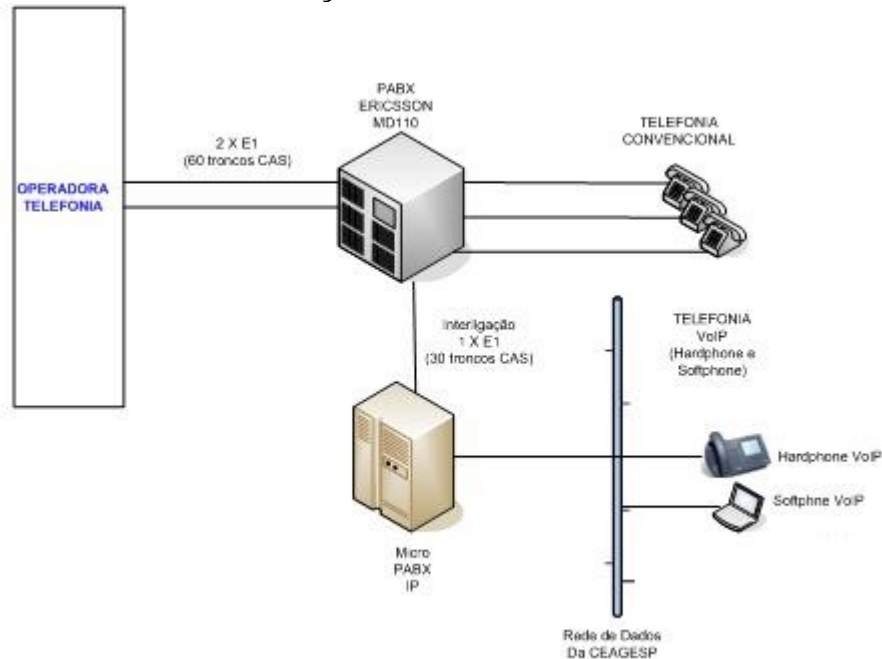 PABX
ERICSSON
MD110
TELEFONIA
CONVENCIONAL
2 X E1
(60 troncos CAS)
OPERADORA
TELEFONIA
Interligação
1 X E1
(30 troncos CAS)
TELEFONIA
VoIP
(Hardphone e
Softphone)
Hardphone VoIP
Softphne VoIP
Micro
PABX
IP
Rede de Dados
Da CEAGESP